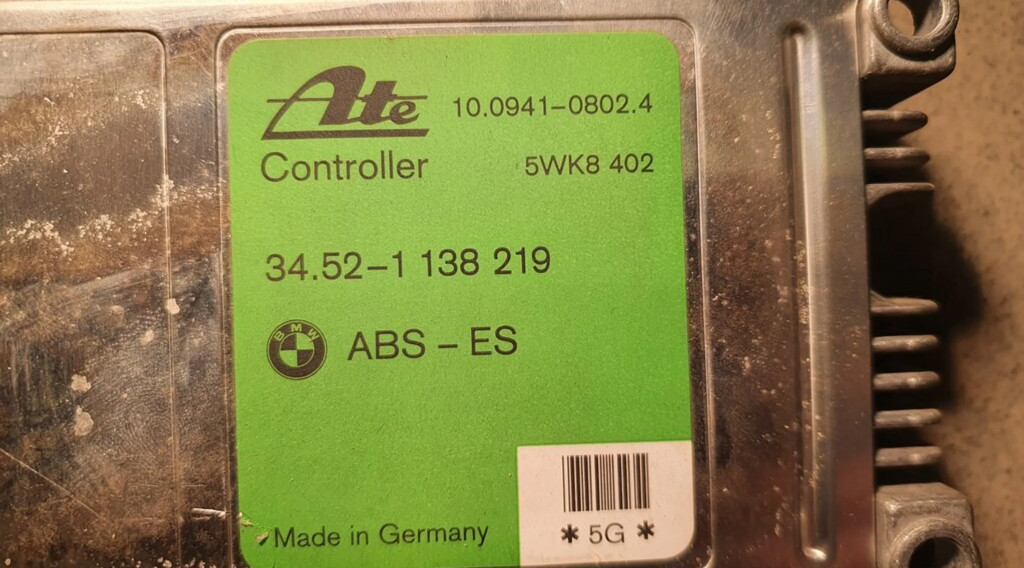 Ate 10.0941-0802.4
Controller 5WK8 402
34.52-1 138 219
BMW ABS - ES
Made in Germany * 5G *